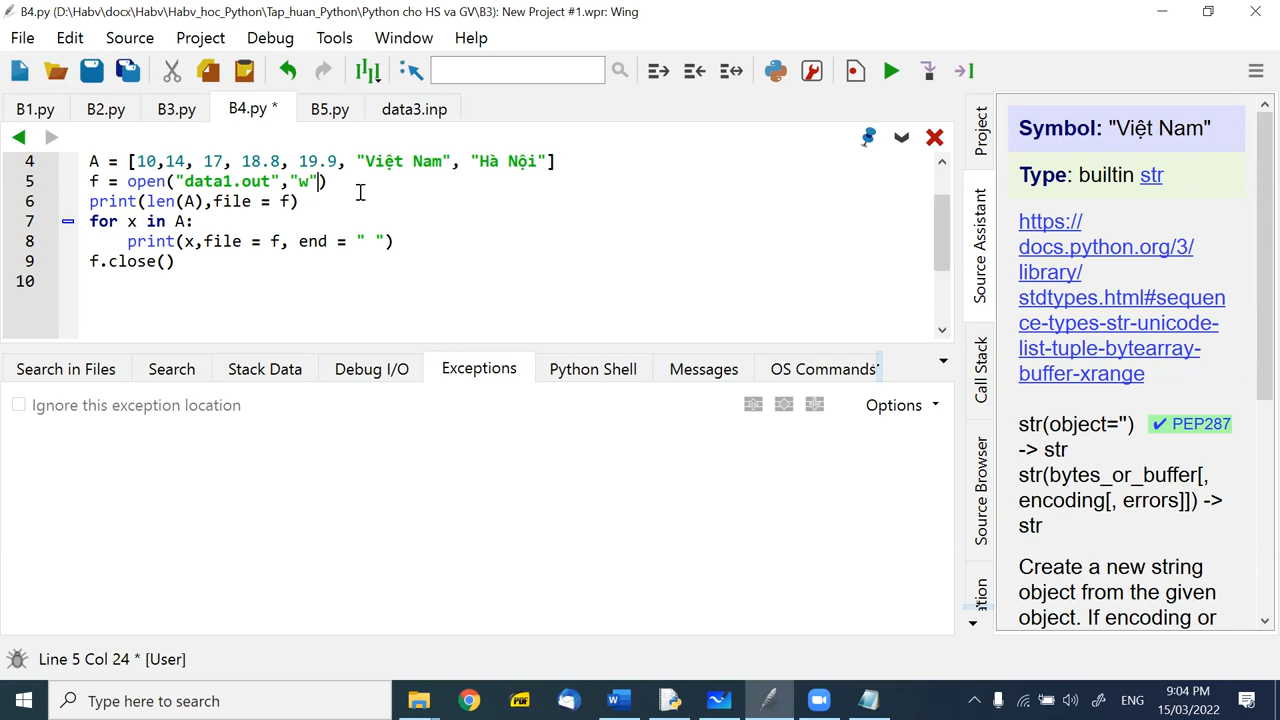 B4.py (D:\Habv\docx\Habv\Habv_hoc_Python\Tap_huan_Python\Python cho HS va GV\B3): New Project #1.wpr: Wing
File Edit Source Project Debug Tools Window Help
B1.py B2.py B3.py B4.py * B5.py data3.inp
4 A = [10,14, 17, 18.8, 19.9, "Việt Nam", "Hà Nội"]
5 f = open("data1.out","w")
6 print(len(A),file = f)
7 for x in A:
8 print(x,file = f, end = " ")
9 f.close()
10
Search in Files Search Stack Data Debug I/O Exceptions Python Shell Messages OS Commands
Ignore this exception location
Options
Project
Source Assistant
Call Stack
Source Browser
Symbol: "Việt Nam"
Type: builtin str
https://
docs.python.org/3/
library/
stdtypes.html#sequen
ce-types-str-unicode-
list-tuple-bytearray-
buffer-xrange
str(object='') ✔ PEP287
-> str
str(bytes_or_buffer[,
encoding[, errors]]) ->
str
Create a new string
object from the given
object. If encoding or
Line 5 Col 24 * [User]
Type here to search
PDF
ENG
9:04 PM
15/03/2022